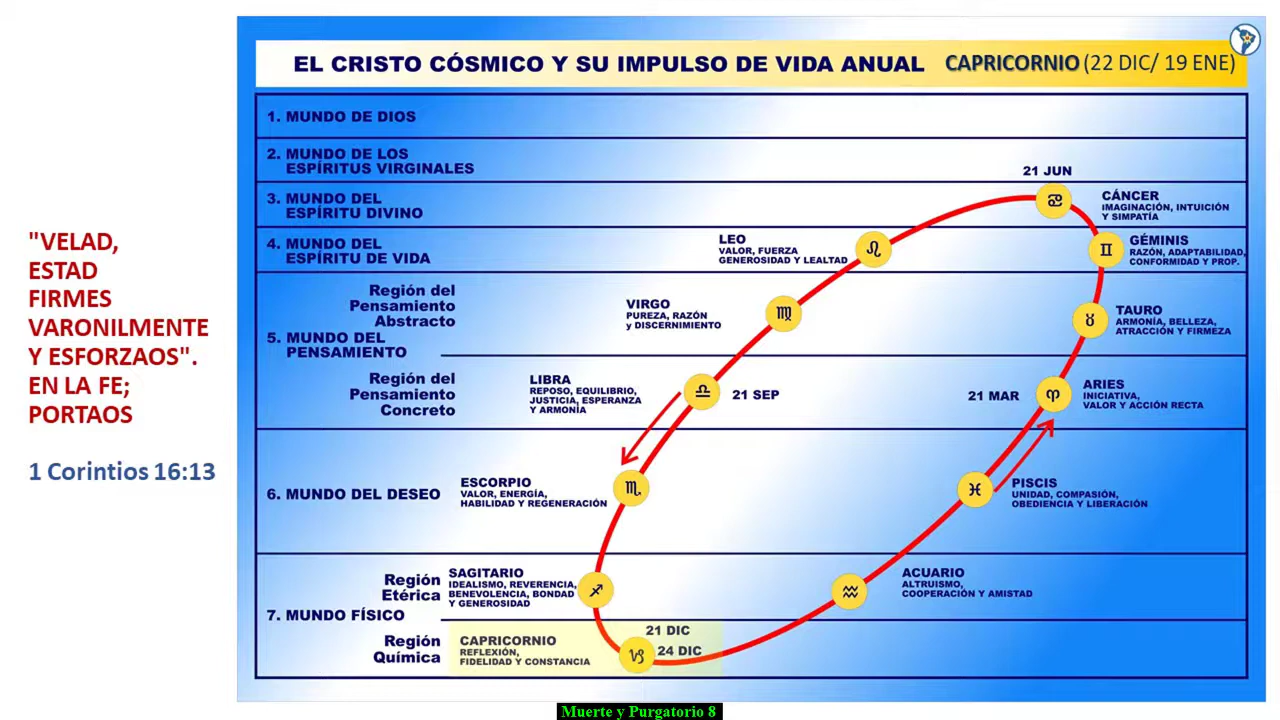 EL CRISTO CÓSMICO Y SU IMPULSO DE VIDA ANUAL CAPRICORNIO (22 DIC/ 19 ENE)
"VELAD,
ESTAD
FIRMES
VARONILMENTE
Y ESFORZAOS".
EN LA FE;
PORTAOS
1 Corintios 16:13
1. MUNDO DE DIOS
2. MUNDO DE LOS
ESPÍRITUS VIRGINALES
21 JUN
3. MUNDO DEL
ESPÍRITU DIVINO
CÁNCER
IMAGINACIÓN, INTUICIÓN
Y SIMPATÍA
4. MUNDO DEL
ESPÍRITU DE VIDA
LEO
VALOR, FUERZA
GENEROSIDAD Y LEALTAD
GÉMINIS
RAZÓN, ADAPTABILIDAD,
CONFORMIDAD Y PROP.
Región del
Pensamiento
Abstracto
VIRGO
PUREZA, RAZÓN
y DISCERNIMIENTO
TAURO
ARMONÍA, BELLEZA,
ATRACCIÓN Y FIRMEZA
5. MUNDO DEL
PENSAMIENTO
Región del
Pensamiento
Concreto
LIBRA
REPOSO, EQUILIBRIO,
JUSTICIA, ESPERANZA
Y ARMONÍA
21 SEP
21 MAR
ARIES
INICIATIVA,
VALOR Y ACCIÓN RECTA
6. MUNDO DEL DESEO
ESCORPIO
VALOR, ENERGÍA,
HABILIDAD Y REGENERACIÓN
PISCIS
UNIDAD, COMPASIÓN,
OBEDIENCIA Y LIBERACIÓN
Región
Etérica
SAGITARIO
IDEALISMO, REVERENCIA,
BENEVOLENCIA, BONDAD
Y GENEROSIDAD
ACUARIO
ALTRUISMO,
COOPERACIÓN Y AMISTAD
7. MUNDO FÍSICO
Región
Química
CAPRICORNIO
REFLEXIÓN,
FIDELIDAD Y CONSTANCIA
21 DIC
24 DIC
Muerte y Purgatorio 8